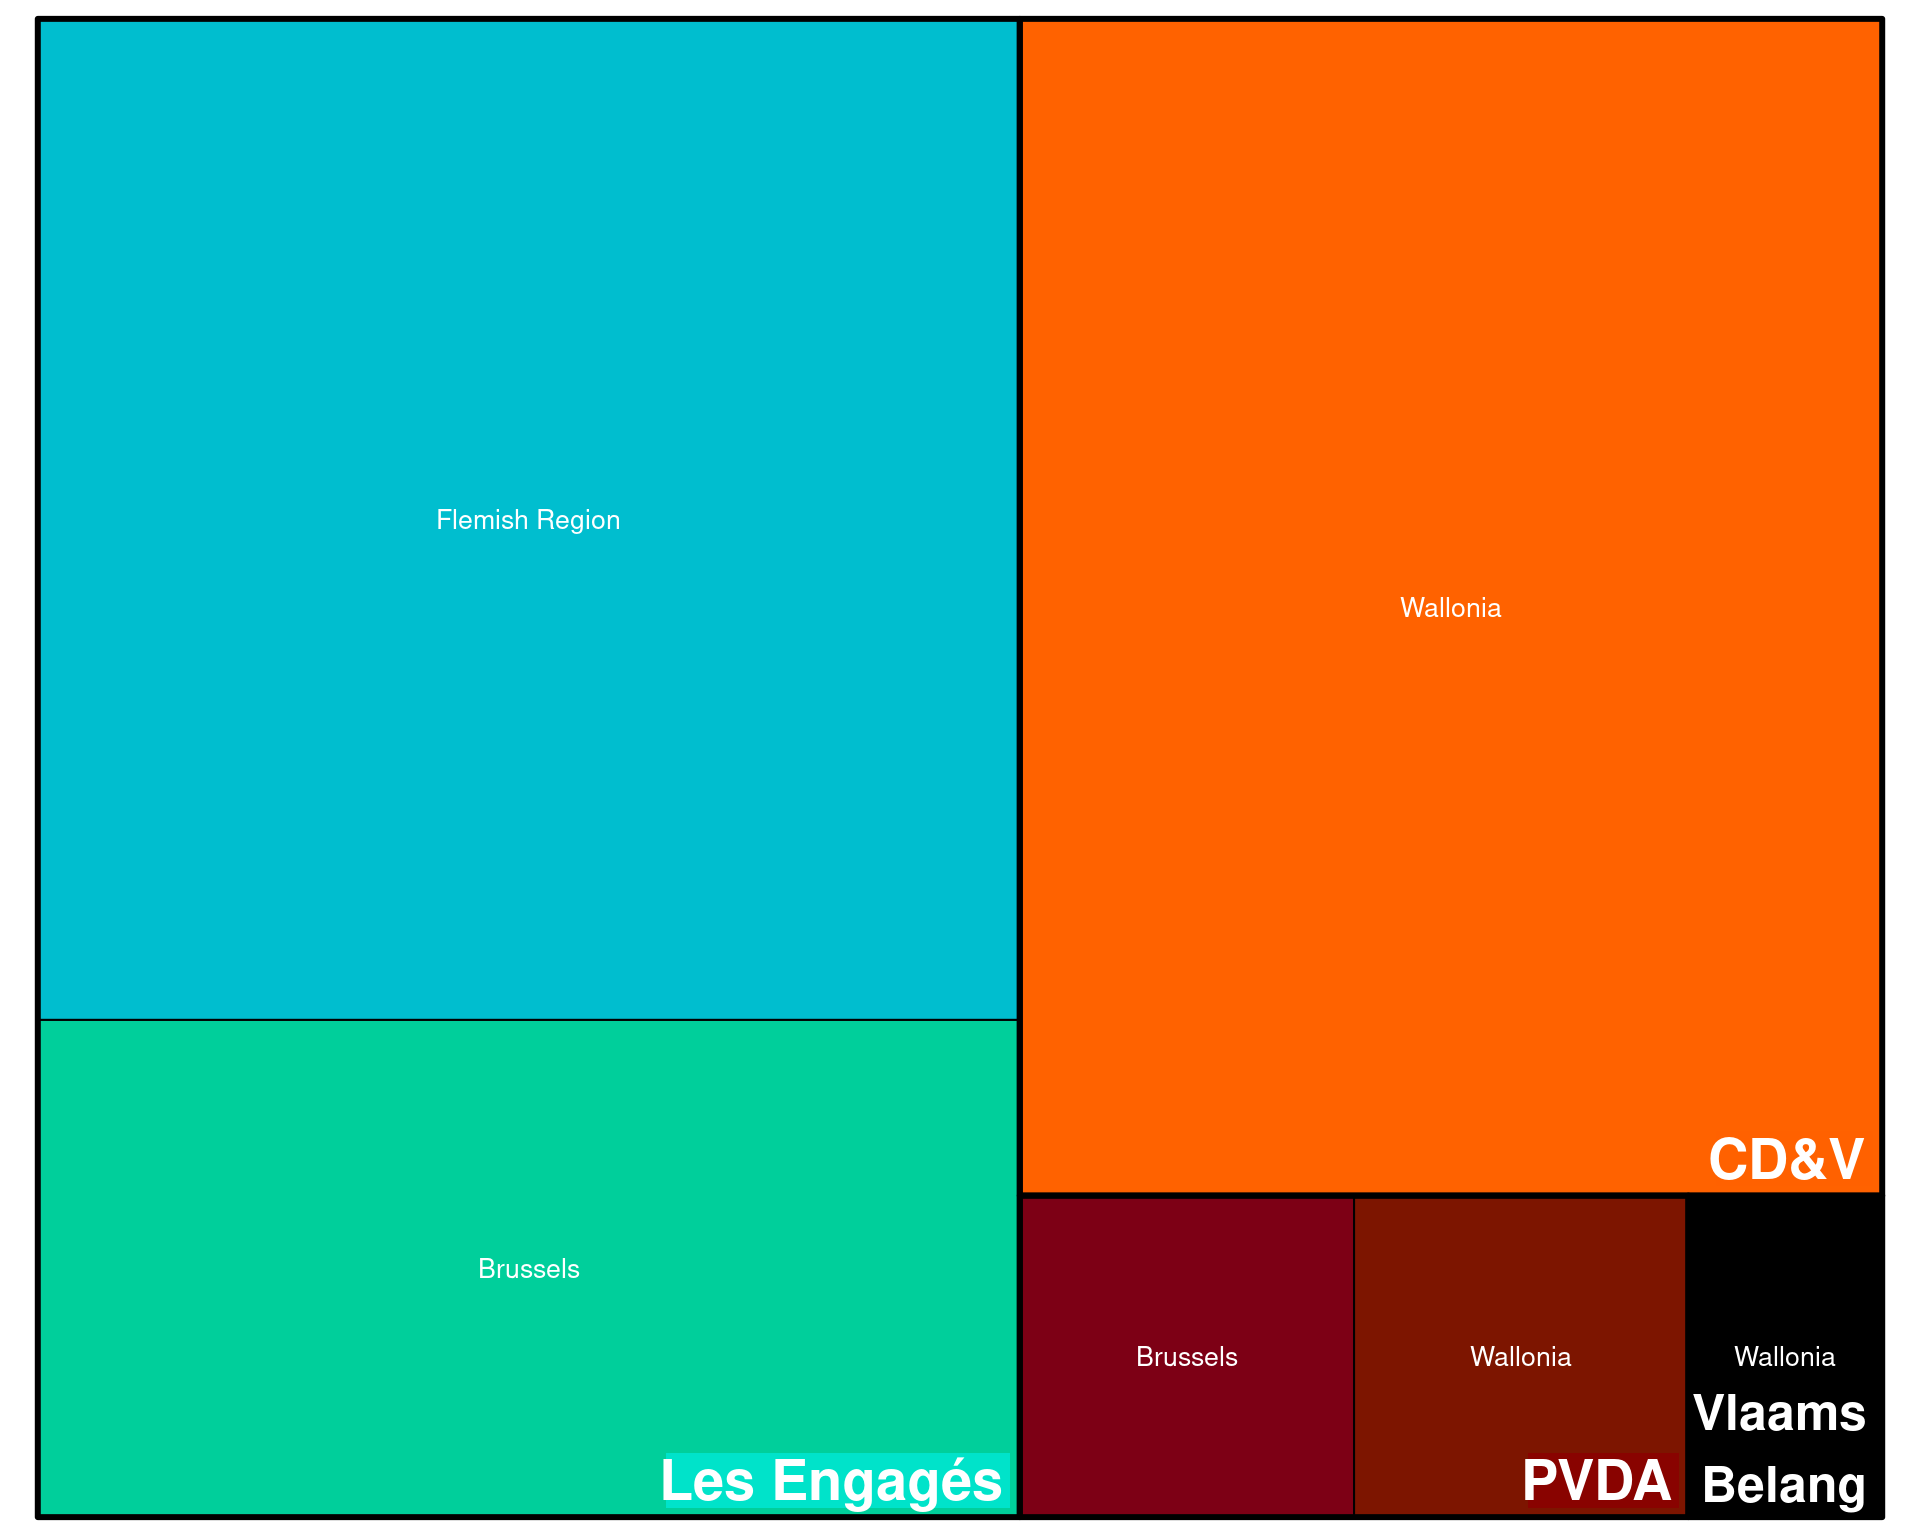 Flemish Region
Wallonia
CD&V
Brussels
Les Engagés
Brussels
Wallonia
PVDA
Wallonia
Vlaams
Belang